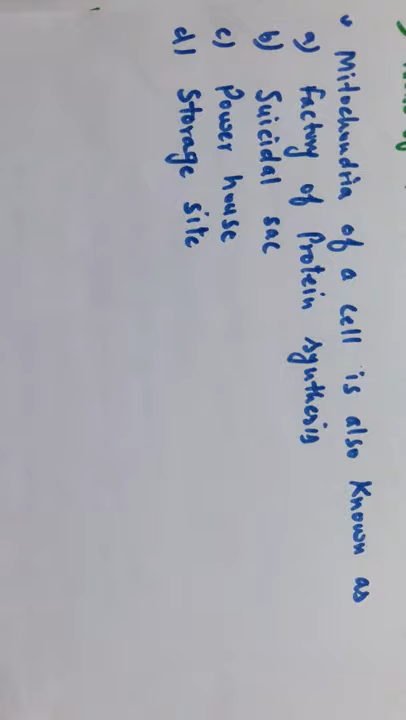 Mitochondria of a cell is also Known as
a) factory of Protein synthesis
b) Suicidal sac
c) Power house
d) Storage site